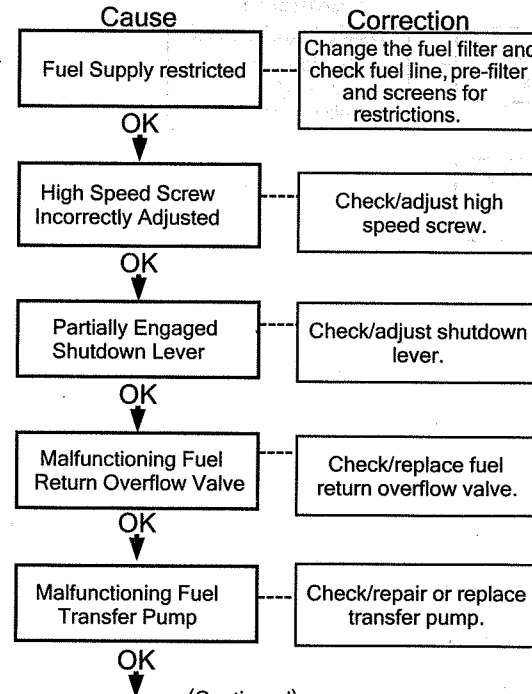 Cause
Correction
Fuel Supply restricted
Change the fuel filter and
check fuel line, pre-filter
and screens for
restrictions.
OK
High Speed Screw
Incorrectly Adjusted
Check/adjust high
speed screw.
OK
Partially Engaged
Shutdown Lever
Check/adjust shutdown
lever.
OK
Malfunctioning Fuel
Return Overflow Valve
Check/replace fuel
return overflow valve.
OK
Malfunctioning Fuel
Transfer Pump
Check/repair or replace
transfer pump.
OK